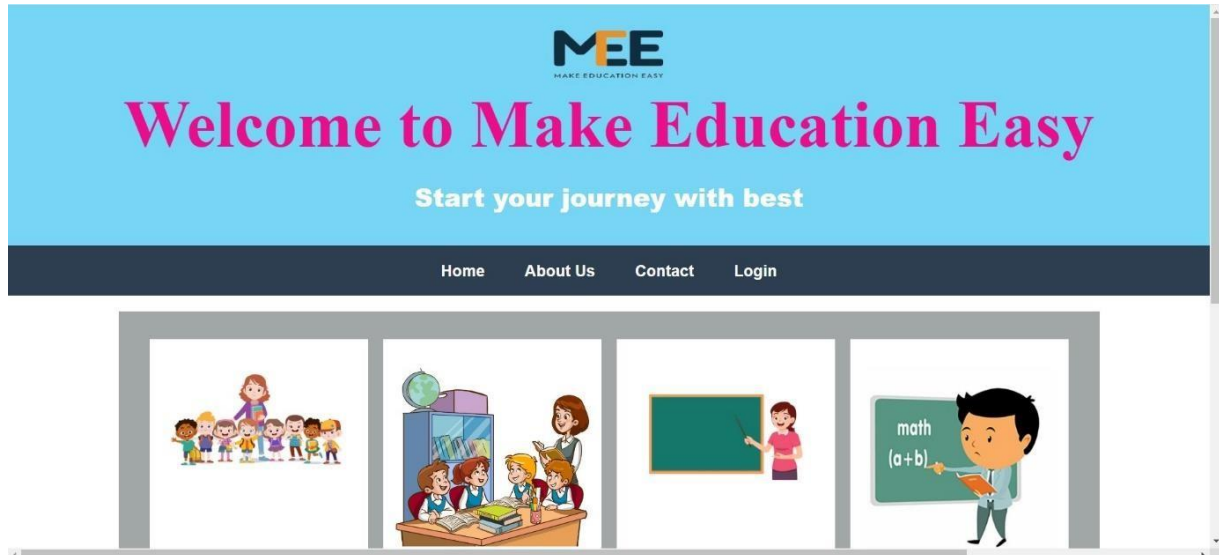 MEE
MAKE EDUCATION EASY
Welcome to Make Education Easy
Start your journey with best
Home About Us Contact Login
math
(a+b)